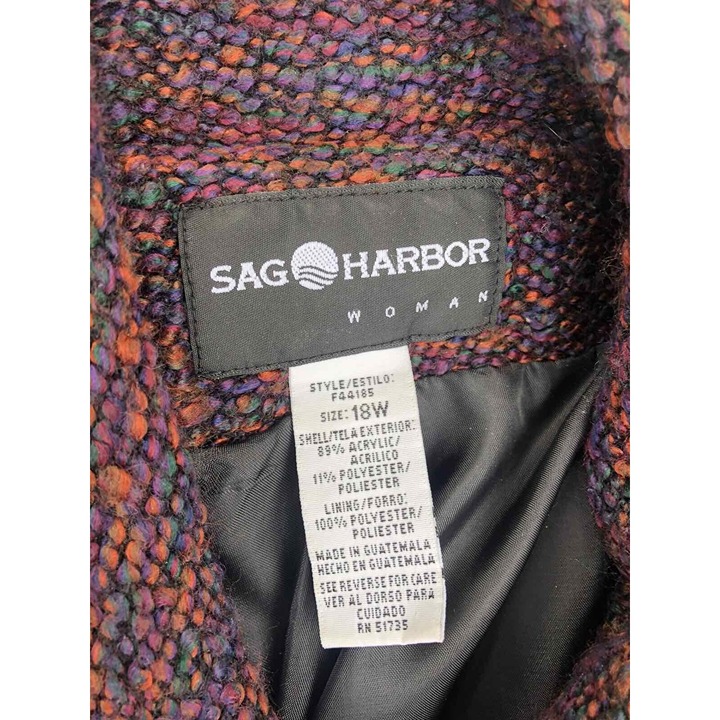 SAG HARBOR
WOMAN
STYLE/ESTILO:
F44185
SIZE: 18W
SHELL/TELA EXTERIOR:
89% ACRYLIC/
ACRILICO
11% POLYESTER/
POLIESTER
LINING/FORRO:
100% POLYESTER/
POLIESTER
MADE IN GUATEMALA
HECHO EN GUATEMALA
SEE REVERSE FOR CARE
VER AL DORSO PARA
CUIDADO
RN 51735